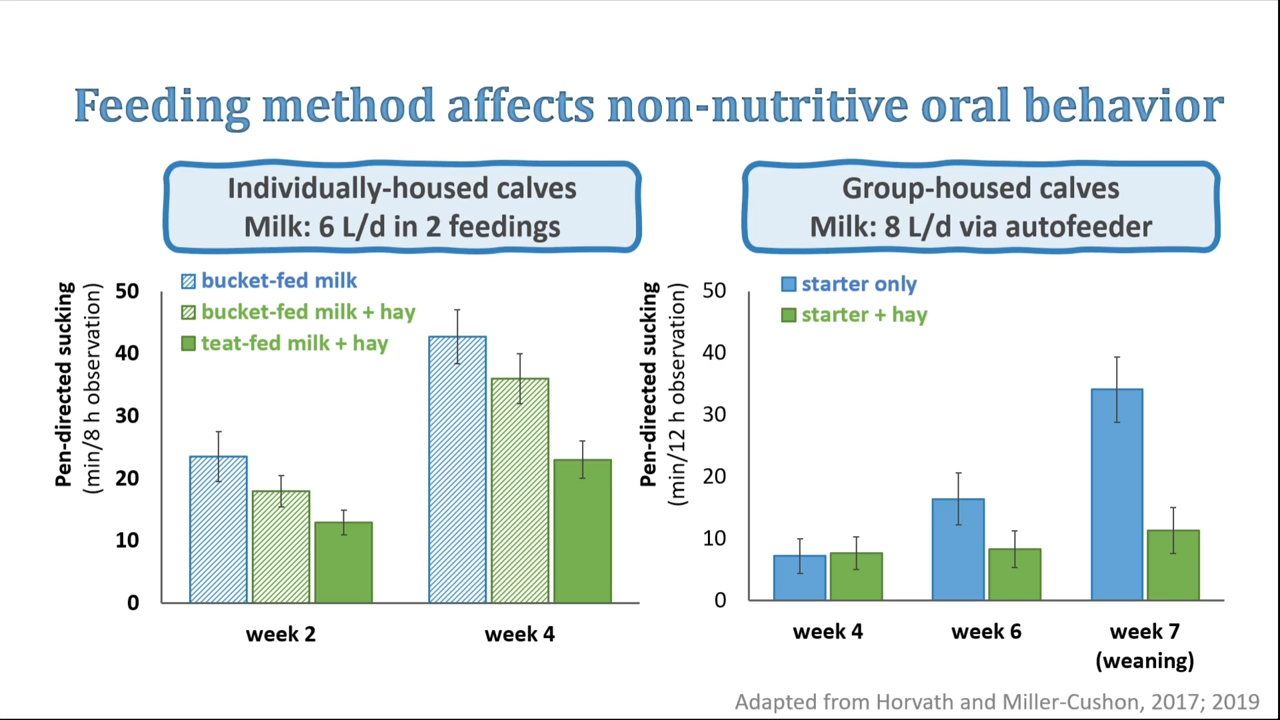 Feeding method affects non-nutritive oral behavior
Individually-housed calves
Milk: 6 L/d in 2 feedings
Pen-directed sucking
(min/8 h observation)
bucket-fed milk
bucket-fed milk + hay
teat-fed milk + hay
50
40
30
20
10
0
week 2
week 4
Group-housed calves
Milk: 8 L/d via autofeeder
Pen-directed sucking
(min/12 h observation)
starter only
starter + hay
50
40
30
20
10
0
week 4
week 6
week 7
(weaning)
Adapted from Horvath and Miller-Cushon, 2017; 2019